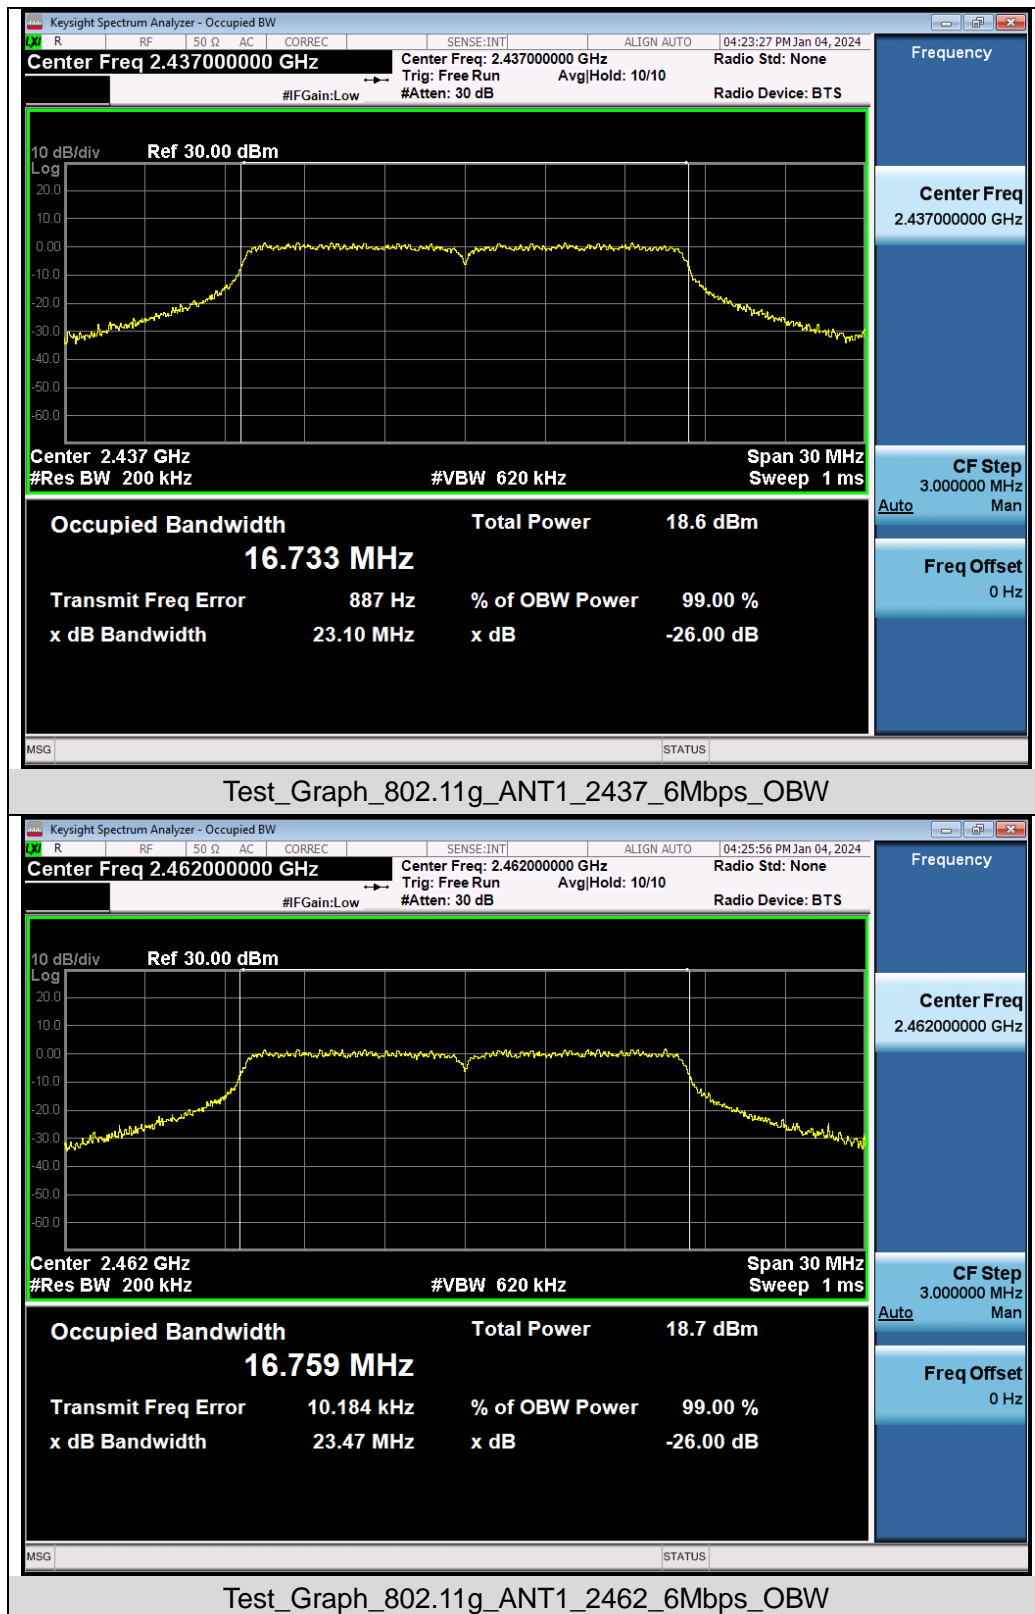 Keysight Spectrum Analyzer - Occupied BW
LXI R RF 50 Ω AC CORREC SENSE:INT ALIGN AUTO 04:23:27 PM Jan 04, 2024
Center Freq 2.437000000 GHz
Center Freq: 2.437000000 GHz
Radio Std: None
Trig: Free Run Avg|Hold: 10/10
#IFGain:Low
#Atten: 30 dB
Radio Device: BTS
Frequency
10 dB/div Ref 30.00 dBm
Log
20.0
10.0
0.00
-10.0
-20.0
-30.0
-40.0
-50.0
-60.0
Center 2.437 GHz
Span 30 MHz
#Res BW 200 kHz
#VBW 620 kHz
Sweep 1 ms
Center Freq
2.437000000 GHz
CF Step
3.000000 MHz
Auto Man
Freq Offset
0 Hz
Occupied Bandwidth
16.733 MHz
Total Power 18.6 dBm
Transmit Freq Error 887 Hz
% of OBW Power 99.00 %
x dB Bandwidth 23.10 MHz
x dB -26.00 dB
MSG STATUS
Test_Graph_802.11g_ANT1_2437_6Mbps_OBW
Keysight Spectrum Analyzer - Occupied BW
LXI R RF 50 Ω AC CORREC SENSE:INT ALIGN AUTO 04:25:56 PM Jan 04, 2024
Center Freq 2.462000000 GHz
Center Freq: 2.462000000 GHz
Radio Std: None
Trig: Free Run Avg|Hold: 10/10
#IFGain:Low
#Atten: 30 dB
Radio Device: BTS
Frequency
10 dB/div Ref 30.00 dBm
Log
20.0
10.0
0.00
-10.0
-20.0
-30.0
-40.0
-50.0
-60.0
Center 2.462 GHz
Span 30 MHz
#Res BW 200 kHz
#VBW 620 kHz
Sweep 1 ms
Center Freq
2.462000000 GHz
CF Step
3.000000 MHz
Auto Man
Freq Offset
0 Hz
Occupied Bandwidth
16.759 MHz
Total Power 18.7 dBm
Transmit Freq Error 10.184 kHz
% of OBW Power 99.00 %
x dB Bandwidth 23.47 MHz
x dB -26.00 dB
MSG STATUS
Test_Graph_802.11g_ANT1_2462_6Mbps_OBW